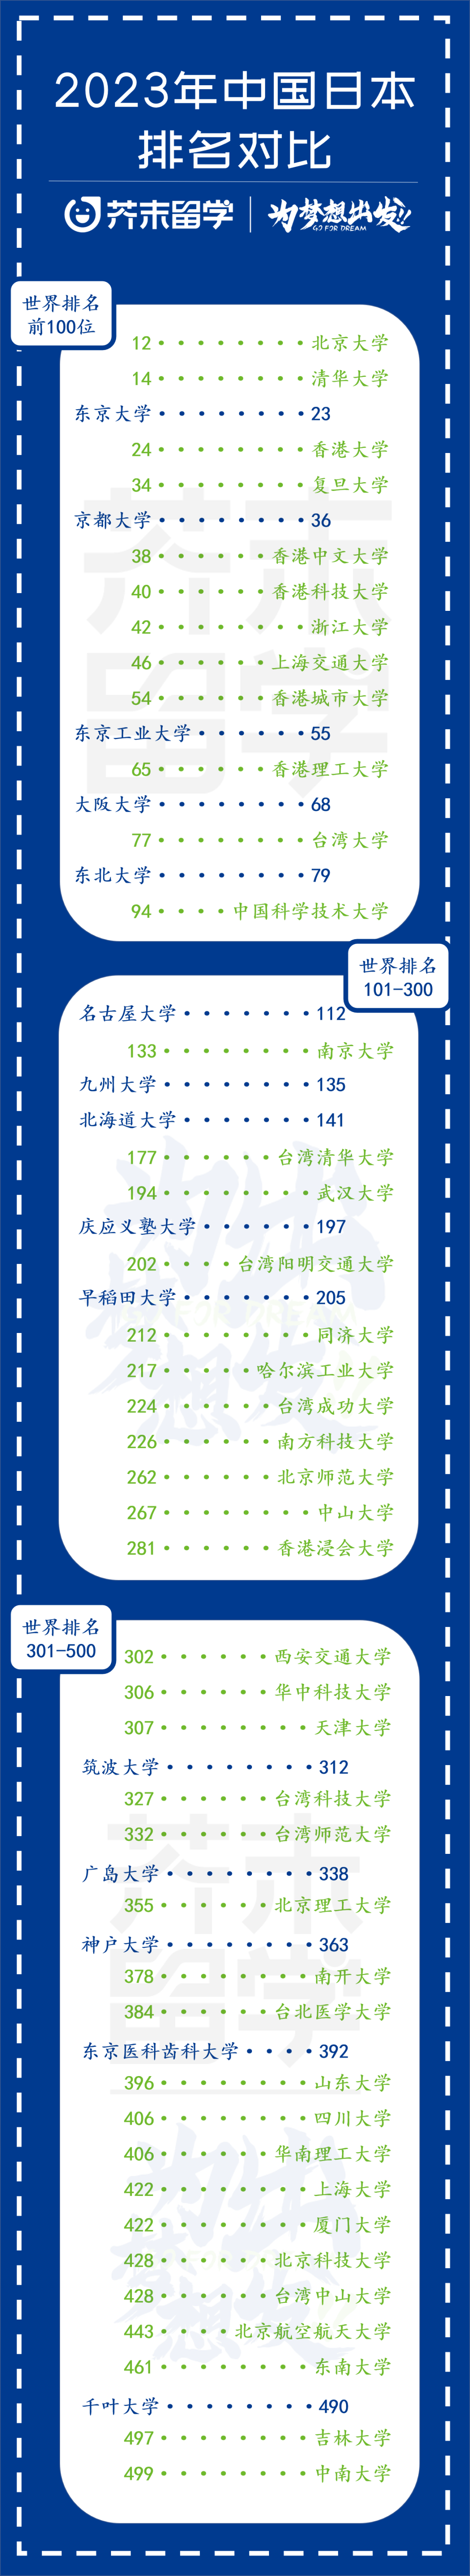 2023年中国日本
排名对比
芥末留学
为梦想出发!!
GO FOR DREAM
世界排名
前100位
12 北京大学
14 清华大学
东京大学 23
24 香港大学
34 复旦大学
京都大学 36
38 香港中文大学
40 香港科技大学
42 浙江大学
46 上海交通大学
54 香港城市大学
东京工业大学 55
65 香港理工大学
大阪大学 68
77 台湾大学
东北大学 79
94 中国科学技术大学
世界排名
101-300
名古屋大学 112
133 南京大学
九州大学 135
北海道大学 141
177 台湾清华大学
194 武汉大学
庆应义塾大学 197
202 台湾阳明交通大学
早稻田大学 205
212 同济大学
217 哈尔滨工业大学
224 台湾成功大学
226 南方科技大学
262 北京师范大学
267 中山大学
281 香港浸会大学
世界排名
301-500
302 西安交通大学
306 华中科技大学
307 天津大学
筑波大学 312
327 台湾科技大学
332 台湾师范大学
广岛大学 338
355 北京理工大学
神户大学 363
378 南开大学
384 台北医学大学
东京医科齿科大学 392
396 山东大学
406 四川大学
406 华南理工大学
422 上海大学
422 厦门大学
428 北京科技大学
428 台湾中山大学
443 北京航空航天大学
461 东南大学
千叶大学 490
497 吉林大学
499 中南大学